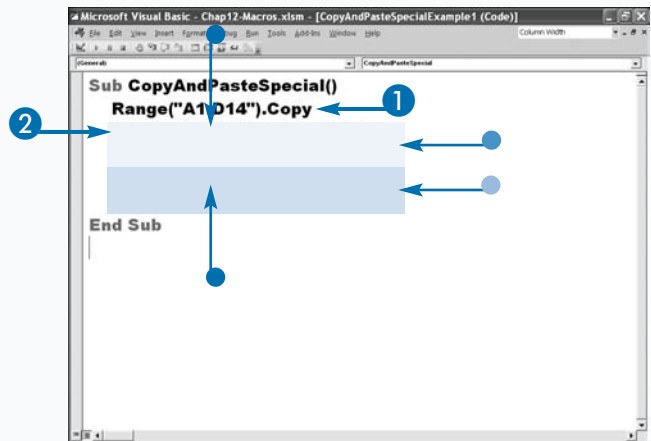 Microsoft Visual Basic - Chap12-Macros.xlsm - [CopyAndPasteSpecialExample1 (Code)]
File Edit View Insert Format Debug Run Tools Add-Ins Window Help
Column Width
(General)
CopyAndPasteSpecial
Sub CopyAndPasteSpecial()
Range("A1:D14").Copy
1
2
End Sub